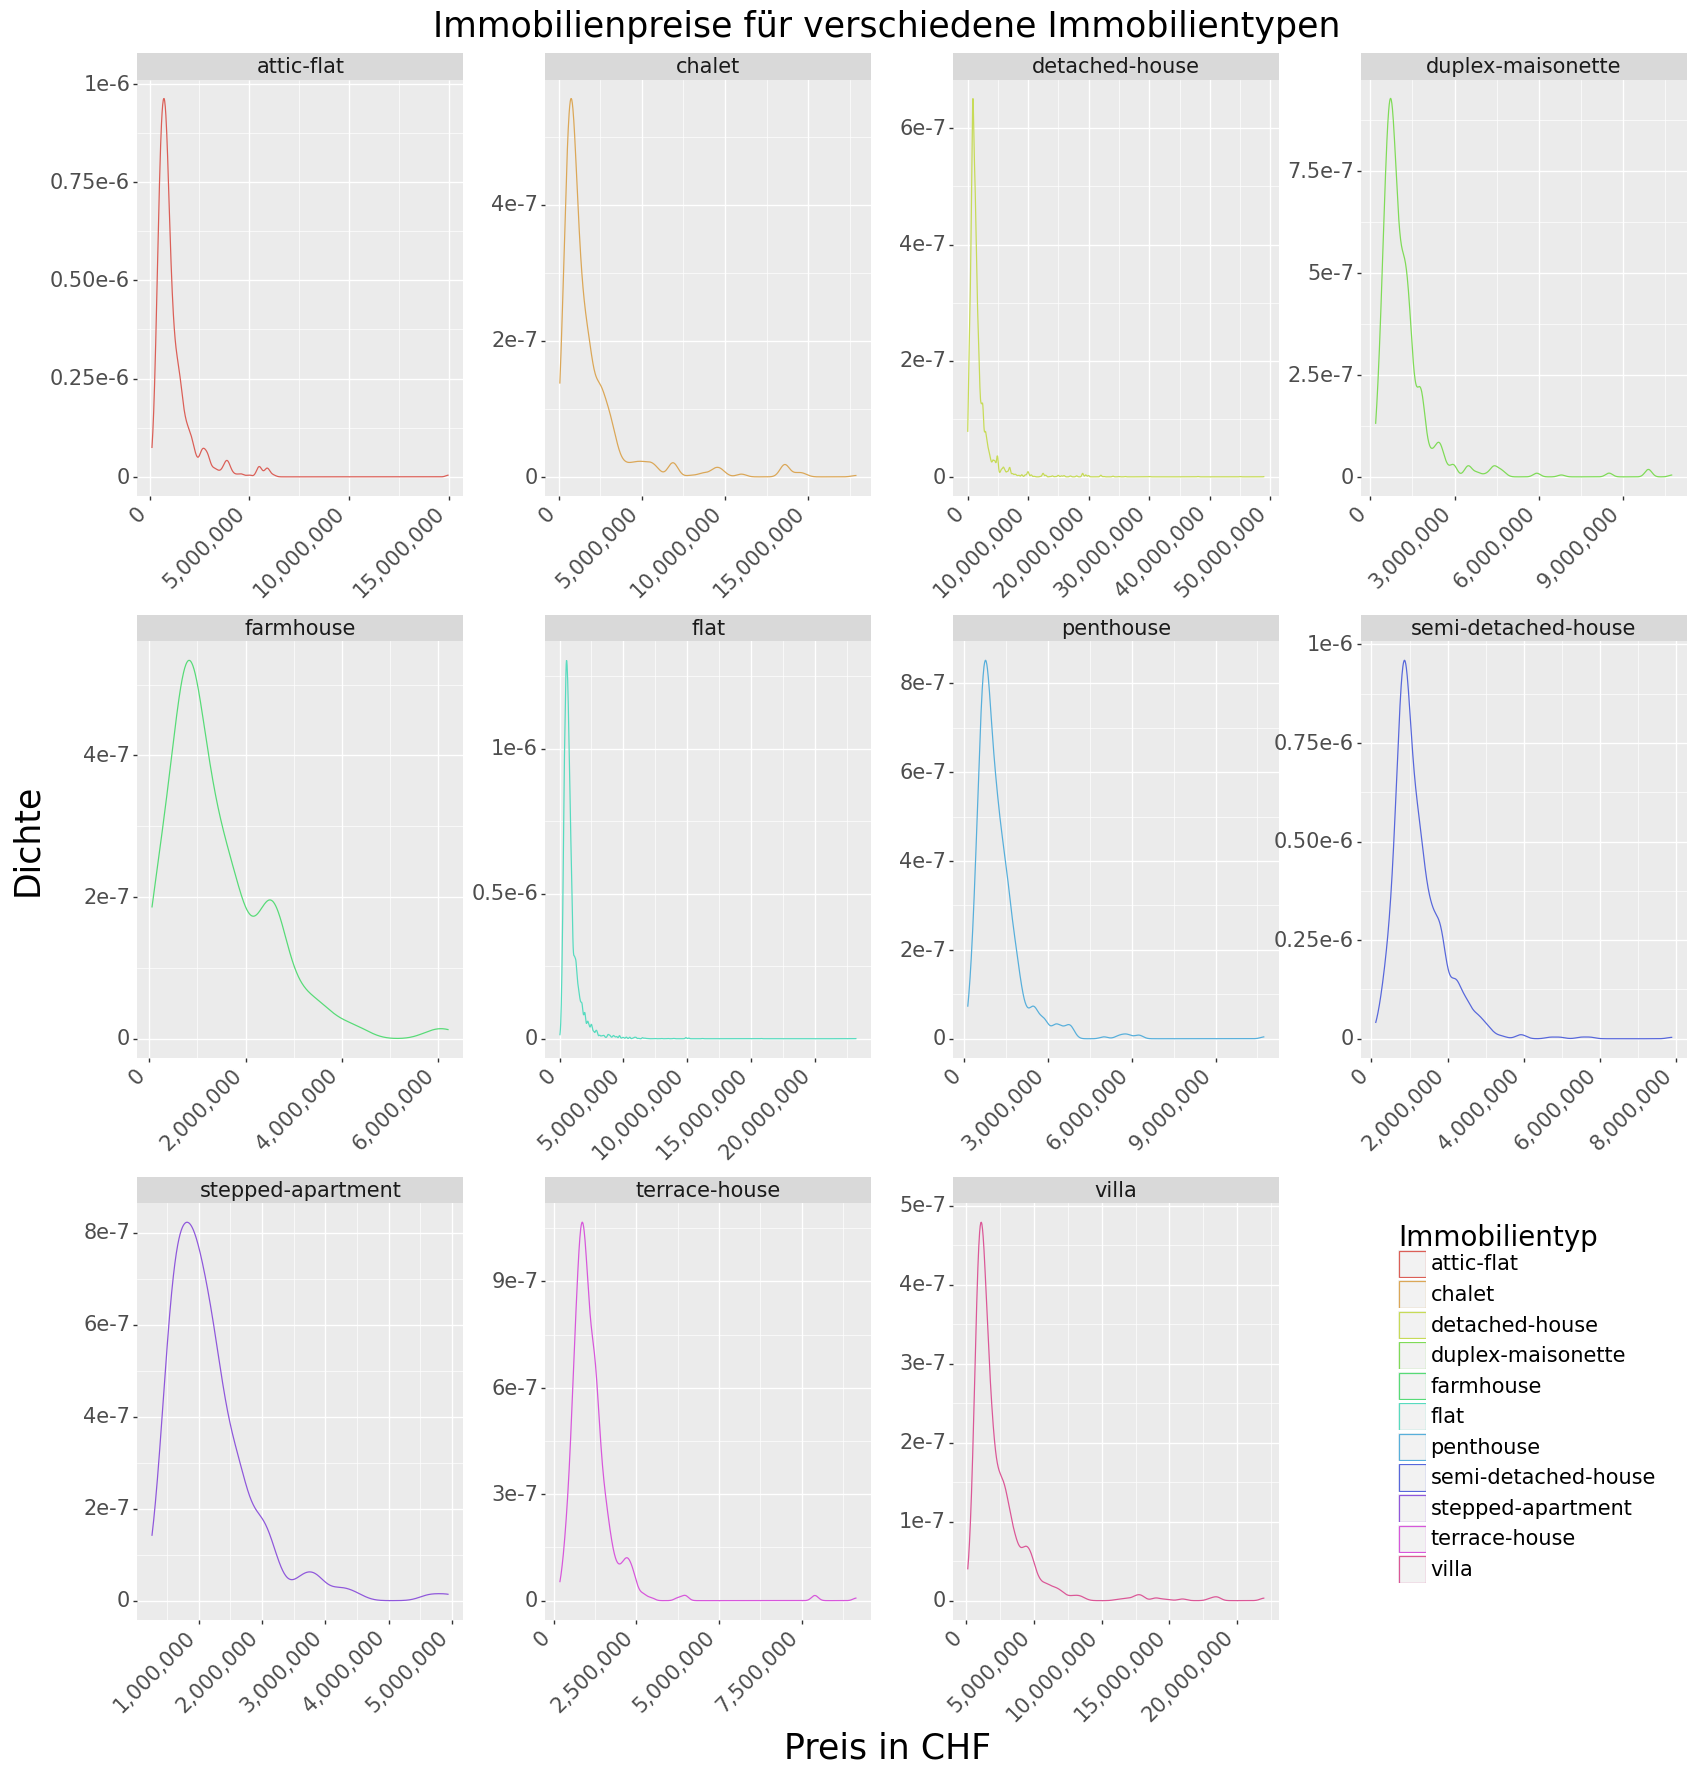 Immobilienpreise für verschiedene Immobilientypen
attic-flat
chalet
detached-house
duplex-maisonette
1e-6
0.75e-6
0.50e-6
0.25e-6
0
4e-7
2e-7
0
6e-7
4e-7
2e-7
0
7.5e-7
5e-7
2.5e-7
0
0
5,000,000
10,000,000
15,000,000
0
5,000,000
10,000,000
15,000,000
0
10,000,000
20,000,000
30,000,000
40,000,000
50,000,000
0
3,000,000
6,000,000
9,000,000
farmhouse
flat
penthouse
semi-detached-house
Dichte
4e-7
2e-7
0
1e-6
0.5e-6
0
8e-7
6e-7
4e-7
2e-7
0
1e-6
0.75e-6
0.50e-6
0.25e-6
0
0
2,000,000
4,000,000
6,000,000
0
5,000,000
10,000,000
15,000,000
20,000,000
0
3,000,000
6,000,000
9,000,000
0
2,000,000
4,000,000
6,000,000
8,000,000
stepped-apartment
terrace-house
villa
8e-7
6e-7
4e-7
2e-7
0
9e-7
6e-7
3e-7
0
5e-7
4e-7
3e-7
2e-7
1e-7
0
1,000,000
2,000,000
3,000,000
4,000,000
5,000,000
0
2,500,000
5,000,000
7,500,000
0
5,000,000
10,000,000
15,000,000
20,000,000
Immobilientyp
attic-flat
chalet
detached-house
duplex-maisonette
farmhouse
flat
penthouse
semi-detached-house
stepped-apartment
terrace-house
villa
Preis in CHF